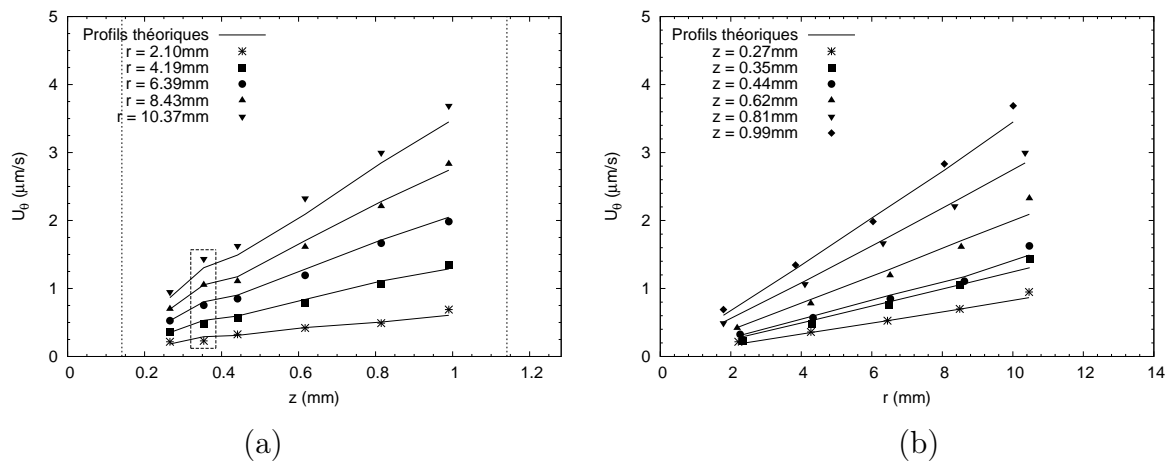 5
4
3
2
1
0
0
0.2
0.4
0.6
0.8
1
1.2
U_θ (μm/s)
z (mm)
Profils théoriques
r = 2.10mm
r = 4.19mm
r = 6.39mm
r = 8.43mm
r = 10.37mm
(a)
5
4
3
2
1
0
0
2
4
6
8
10
12
14
U_θ (μm/s)
r (mm)
Profils théoriques
z = 0.27mm
z = 0.35mm
z = 0.44mm
z = 0.62mm
z = 0.81mm
z = 0.99mm
(b)